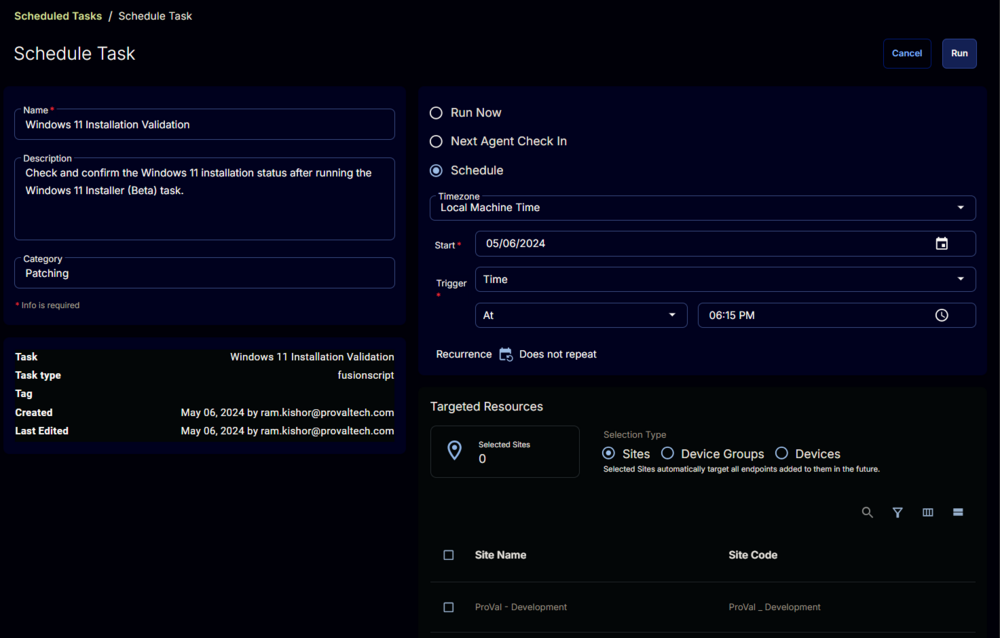 Scheduled Tasks / Schedule Task
Schedule Task
Cancel
Run
Name *
Windows 11 Installation Validation
Description
Check and confirm the Windows 11 installation status after running the
Windows 11 Installer (Beta) task.
Category
Patching
* Info is required
Task Windows 11 Installation Validation
Task type fusionscript
Tag
Created May 06, 2024 by ram.kishor@provaltech.com
Last Edited May 06, 2024 by ram.kishor@provaltech.com
Run Now
Next Agent Check In
Schedule
Timezone
Local Machine Time
Start * 05/06/2024
Trigger * Time
At 06:15 PM
Recurrence Does not repeat
Targeted Resources
Selected Sites
0
Selection Type
Sites Device Groups Devices
Selected Sites automatically target all endpoints added to them in the future.
Site Name Site Code
ProVal - Development ProVal _ Development